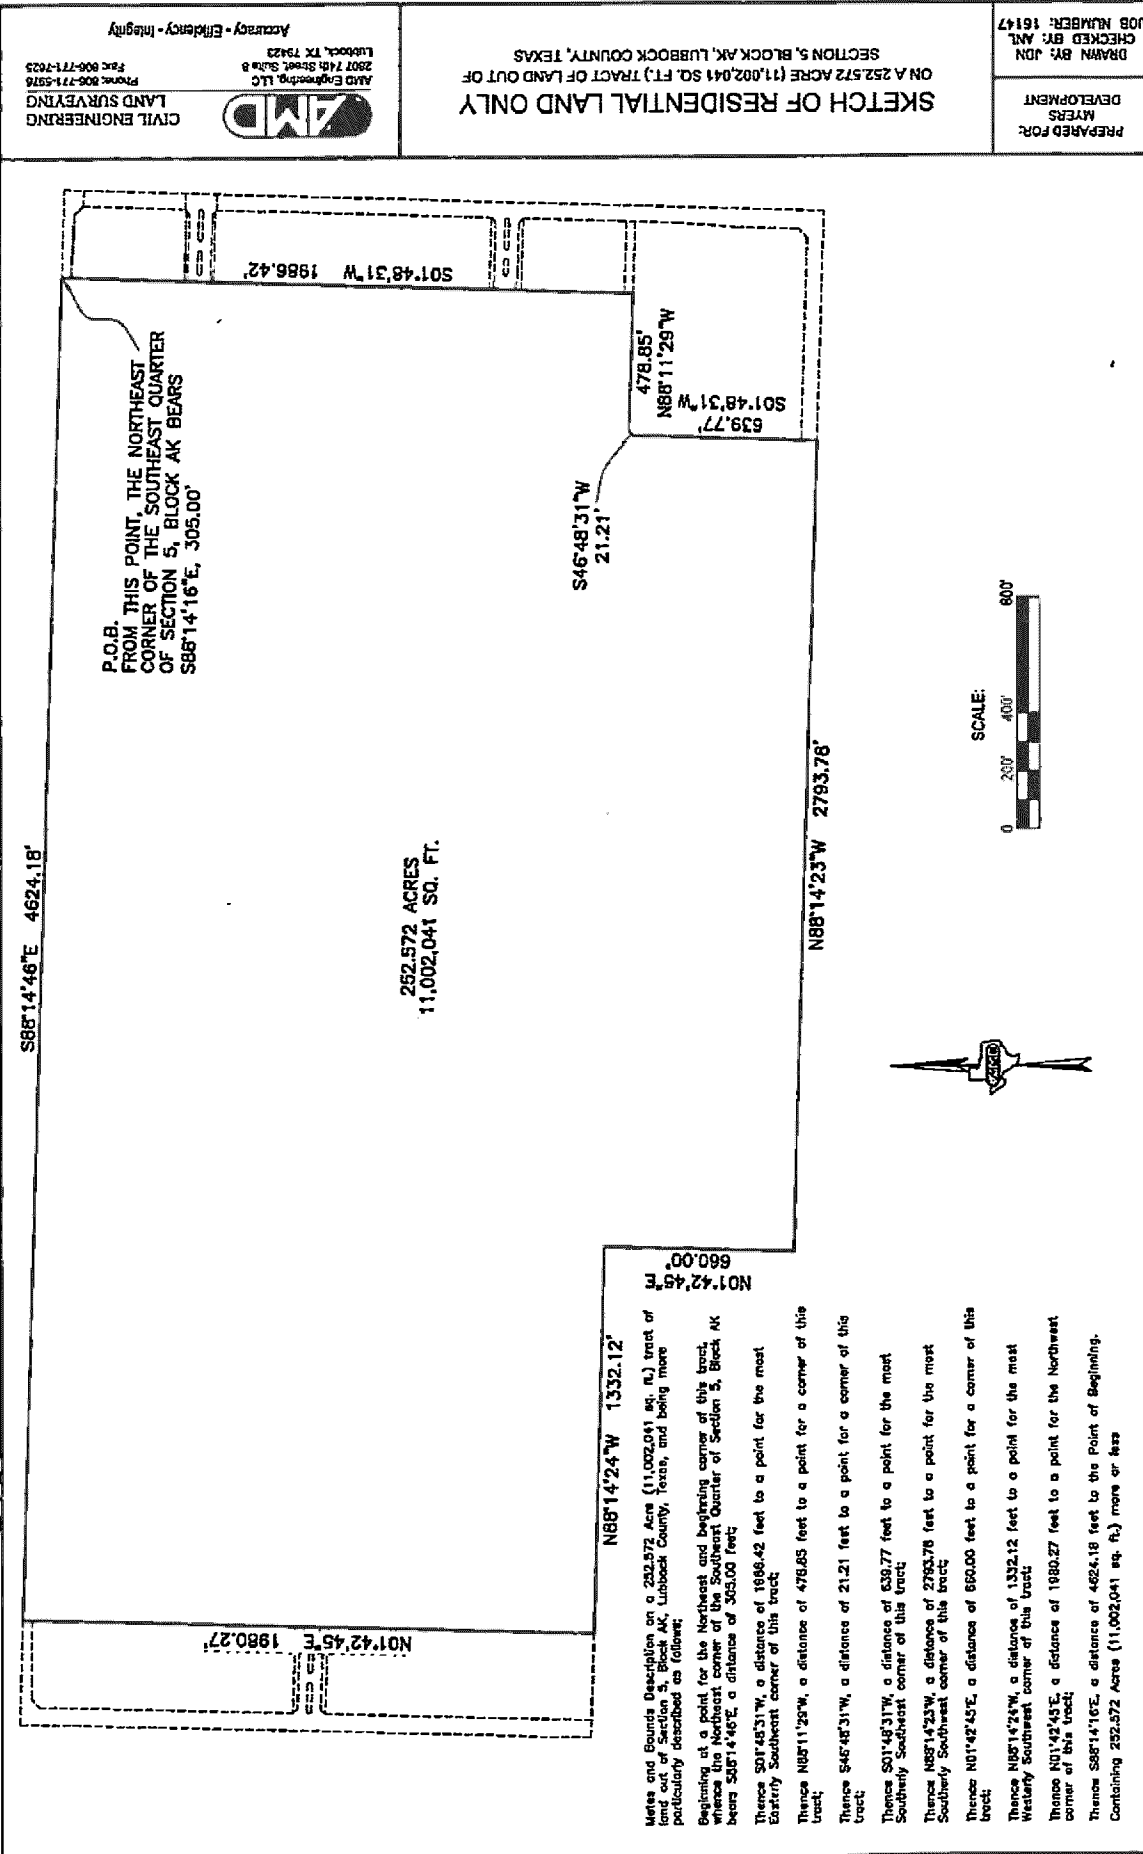 S88°14'46"E 4624.18'
P.O.B.
FROM THIS POINT, THE NORTHEAST
CORNER OF THE SOUTHEAST QUARTER
OF SECTION 5, BLOCK AK BEARS
S88°14'16"E, 305.00'
S01°48'31"W 1986.42'
478.85'
N88°11'29"W
639.77'
S01°48'31"W
S46°48'31"W
21.21'
252.572 ACRES
11,002,041 SQ. FT.
N88°14'23"W 2793.78'
N01°42'45"E
660.00'
N88°14'24"W 1332.12'
N01°42'45"E 1980.27'
SCALE:
0 200' 400' 800'
Metes and Bounds Description on a 252.572 Acre (11,002,041 sq. ft.) tract of
land out of Section 5, Block AK, Lubbock County, Texas, and being more
particularly described as follows:
Beginning at a point for the Northeast and beginning corner of this tract,
whence the Northeast corner of the Southeast Quarter of Section 5, Block AK
bears S88°14'46"E, a distance of 305.00 feet;
Thence S01°48'31"W, a distance of 1986.42 feet to a point for the most
Easterly Southeast corner of this tract;
Thence N88°11'29"W, a distance of 478.85 feet to a point for a corner of this
tract;
Thence S46°48'31"W, a distance of 21.21 feet to a point for a corner of this
tract;
Thence S01°48'31"W, a distance of 639.77 feet to a point for the most
Southerly Southeast corner of this tract;
Thence N88°14'23"W, a distance of 2793.78 feet to a point for the most
Southerly Southwest corner of this tract;
Thence N01°42'45"E, a distance of 660.00 feet to a point for a corner of this
tract;
Thence N88°14'24"W, a distance of 1332.12 feet to a point for the most
Westerly Southwest corner of this tract;
Thence N01°42'45"E, a distance of 1980.27 feet to a point for the Northwest
corner of this tract;
Thence S88°14'16"E, a distance of 4624.18 feet to the Point of Beginning.
Containing 252.572 Acres (11,002,041 sq. ft.) more or less
PREPARED FOR:
MYERS
DEVELOPMENT
DRAWN BY: JDN
CHECKED BY: ANL
JOB NUMBER: 16147
SKETCH OF RESIDENTIAL LAND ONLY
ON A 252.572 ACRE (11,002,041 SQ. FT.) TRACT OF LAND OUT OF
SECTION 5, BLOCK AK, LUBBOCK COUNTY, TEXAS
AMD
CIVIL ENGINEERING
LAND SURVEYING
AMD Engineering, LLC
2807 74th Street, Suite 8
Lubbock, TX 79423
Phone: 806-771-5976
Fax: 806-771-7625
Accuracy - Efficiency - Integrity